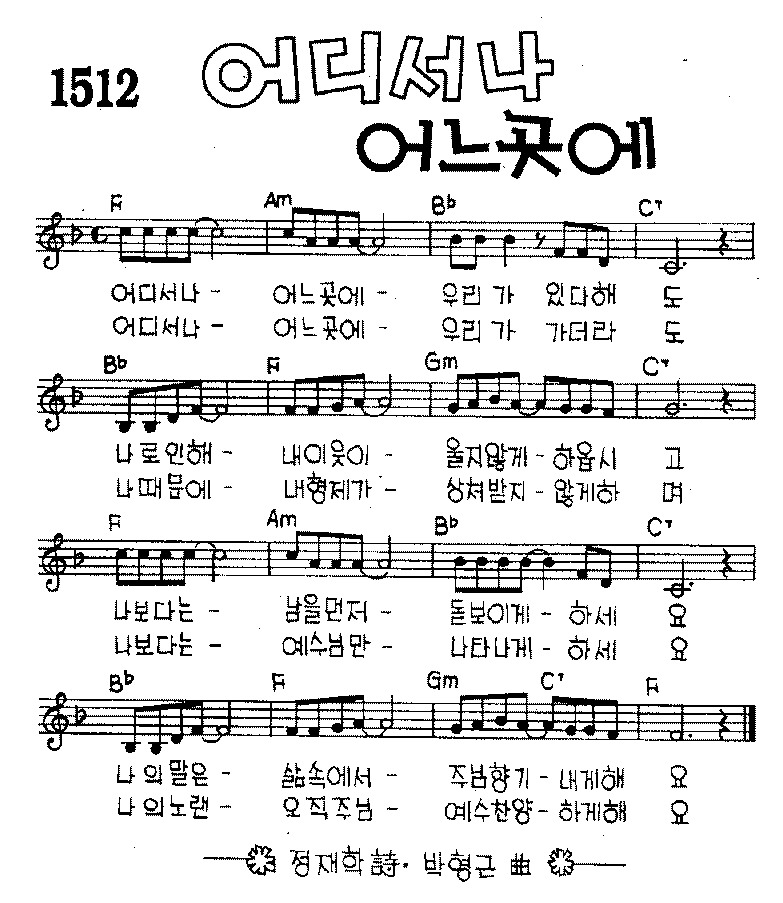 1512
어디서나
어느곳에
F Am B♭ C7
어디서나 - 어느곳에 - 우리가 있다해 도
어디서나 - 어느곳에 - 우리가 가더라 도
B♭ F Gm C7
나로인해 - 내이웃이 - 울지않게 - 하옵시 고
나때문에 - 내형제가 - 상처받지 - 않게하 며
F Am B♭ C7
나보다는 - 남을먼저 - 돌보이게 - 하세 요
나보다는 - 예수님만 - 나타나게 - 하세 요
B♭ F Gm C7 F
나의말은 - 삶속에서 - 주님향기 - 내게해 요
나의노랜 - 오직주님 - 예수찬양 - 하게해 요
정재학 詩· 박형근 曲